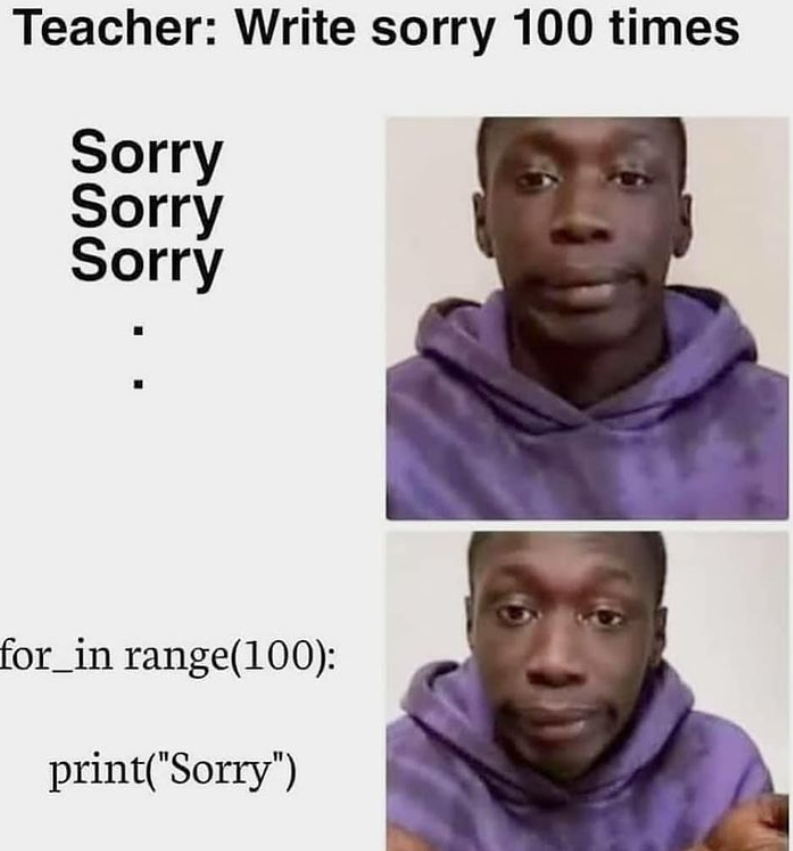 Teacher: Write sorry 100 times
Sorry
Sorry
Sorry
.
.
for_in range(100):
print("Sorry")